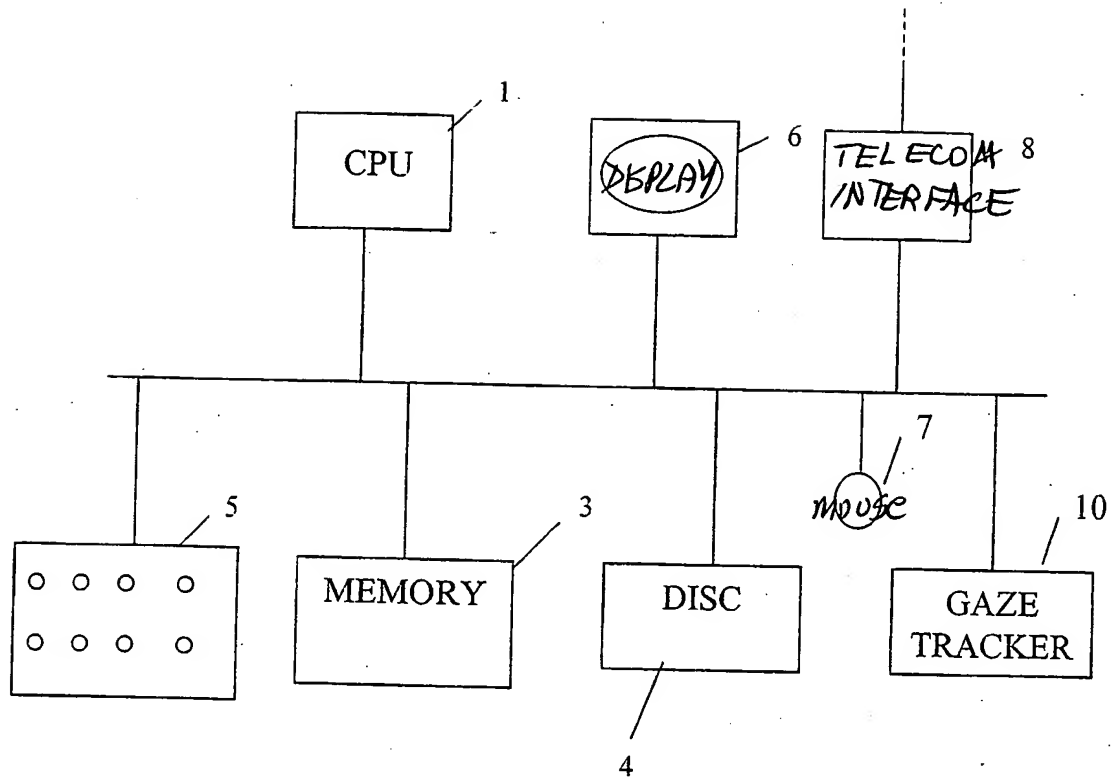 1
CPU
6
DISPLAY
8
TELECOM
INTERFACE
7
mouse
5
3
MEMORY
DISC
4
10
GAZE
TRACKER